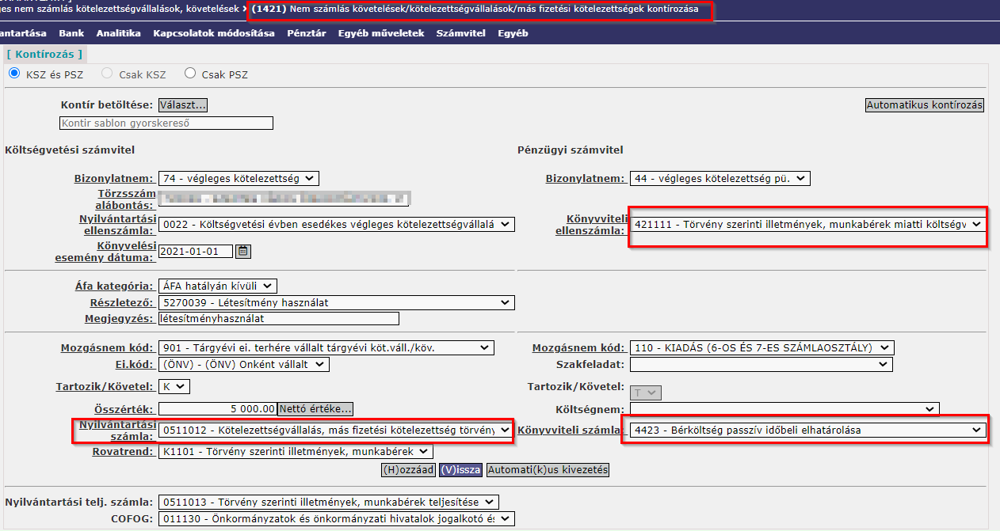 ges nem számlás kötelezettségvállalások, követelések > (1421) Nem számlás követelések/kötelezettségvállalások/más fizetési kötelezettségek kontírozása
antartása Bank Analitika Kapcsolatok módosítása Pénztár Egyéb műveletek Számvitel Egyéb
[ Kontírozás ]
KSZ és PSZ Csak KSZ Csak PSZ
Kontír betöltése: Választ... Automatikus kontírozás
Kontir sablon gyorskereső
Költségvetési számvitel Pénzügyi számvitel
Bizonylatnem: 74 - végleges kötelezettség Bizonylatnem: 44 - végleges kötelezettség pü.
Törzsszám
alábontás:
Nyilvántartási
ellenszámla: 0022 - Költségvetési évben esedékes végleges kötelezettségvállalá
Könyvviteli
ellenszámla: 421111 - Törvény szerinti illetmények, munkabérek miatti költségv
Könyvelési
esemény dátuma: 2021-01-01
Áfa kategória: ÁFA hatályán kívüli
Részletező: 5270039 - Létesítmény használat
Megjegyzés: létesítményhasználat
Mozgásnem kód: 901 - Tárgyévi ei. terhére vállalt tárgyévi köt.váll./köv. Mozgásnem kód: 110 - KIADÁS (6-OS ÉS 7-ES SZÁMLAOSZTÁLY)
Ei.kód: (ÖNV) - (ÖNV) Önként vállalt Szakfeladat:
Tartozik/Követel: K Tartozik/Követel: T
Összérték: 5 000.00 Nettó értéke... Költségnem:
Nyilvántartási
számla: 0511012 - Kötelezettségvállalás, más fizetési kötelezettség törvény Könyvviteli számla: 4423 - Bérköltség passzív időbeli elhatárolása
Rovatrend: K1101 - Törvény szerinti illetmények, munkabérek
(H)ozzáad (V)issza Automati(k)us kivezetés
Nyilvántartási telj. számla: 0511013 - Törvény szerinti illetmények, munkabérek teljesítése
COFOG: 011130 - Önkormányzatok és önkormányzati hivatalok jogalkotó és